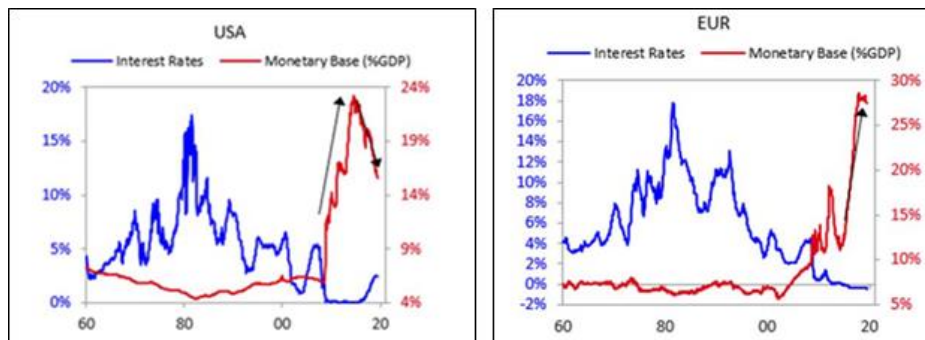 USA
Interest Rates Monetary Base (%GDP)
20% 24%
15% 19%
10% 14%
5% 9%
0% 4%
60 80 00 20
EUR
Interest Rates Monetary Base (%GDP)
20% 30%
18%
16% 25%
14%
12%
10% 20%
8%
6% 15%
4%
2% 10%
0%
-2% 5%
60 80 00 20